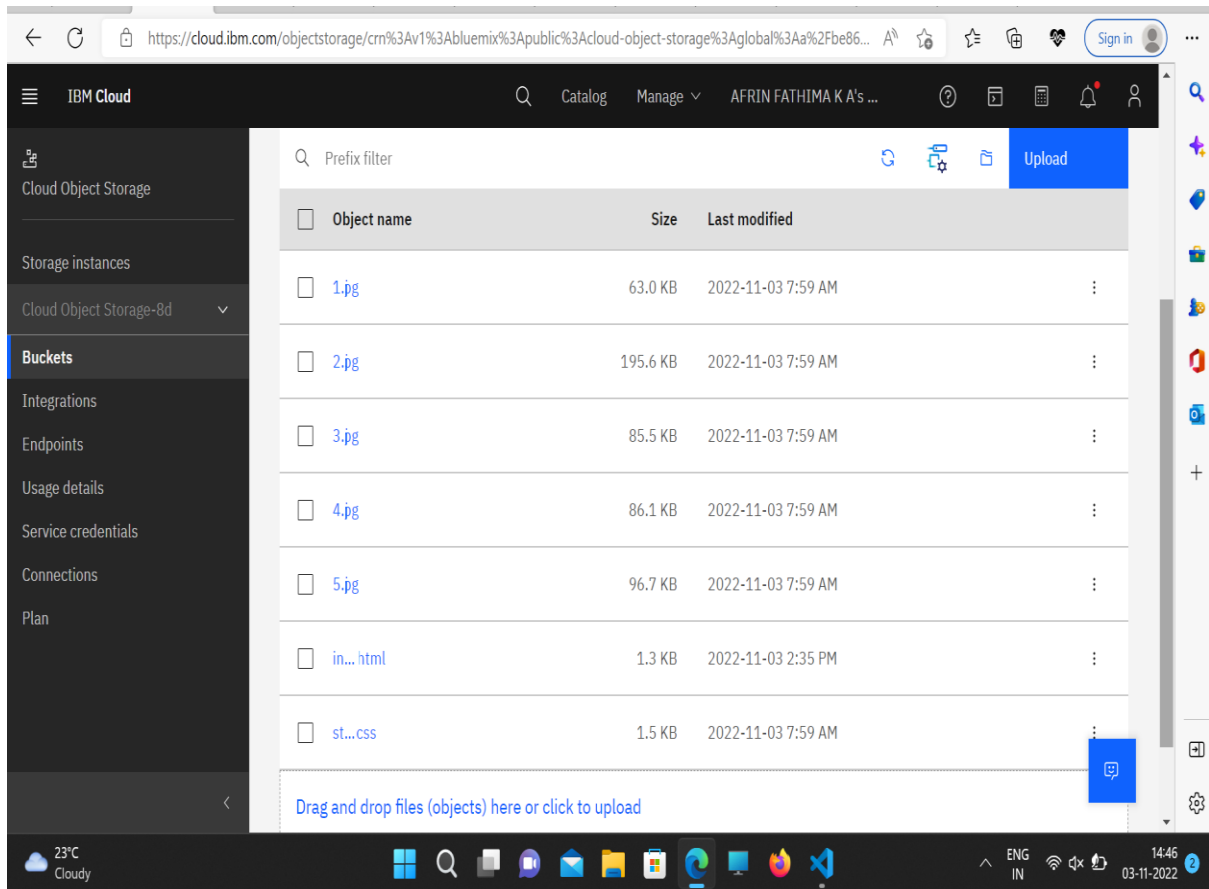 https://cloud.ibm.com/objectstorage/crn%3Av1%3Abluemix%3Apublic%3Acloud-object-storage%3Aglobal%3Aa%2Fbe86...
Sign in
IBM Cloud
Catalog
Manage
AFRIN FATHIMA K A's ...
Cloud Object Storage
Storage instances
Cloud Object Storage-8d
Buckets
Integrations
Endpoints
Usage details
Service credentials
Connections
Plan
Prefix filter
Upload
Object name Size Last modified
1.jpg 63.0 KB 2022-11-03 7:59 AM
2.jpg 195.6 KB 2022-11-03 7:59 AM
3.jpg 85.5 KB 2022-11-03 7:59 AM
4.jpg 86.1 KB 2022-11-03 7:59 AM
5.jpg 96.7 KB 2022-11-03 7:59 AM
in...html 1.3 KB 2022-11-03 2:35 PM
st...css 1.5 KB 2022-11-03 7:59 AM
Drag and drop files (objects) here or click to upload
23°C
Cloudy
ENG
IN
14:46
03-11-2022
2